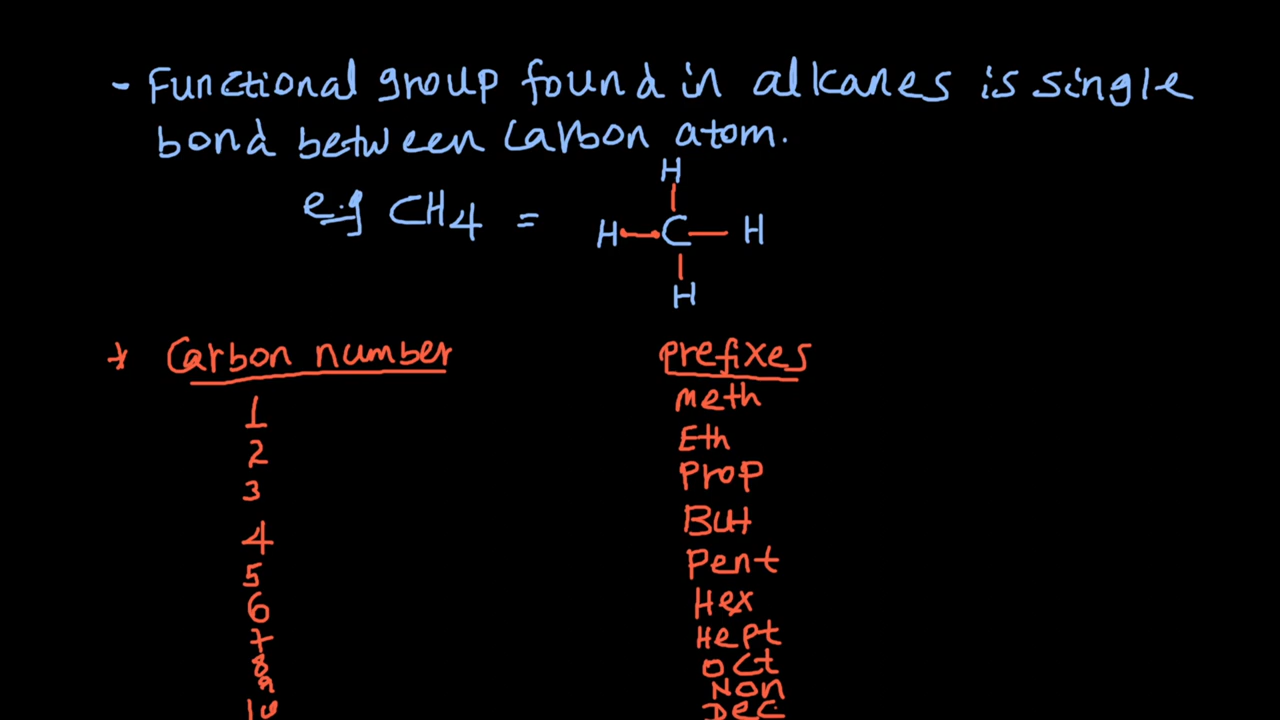 - Functional group found in alkanes is single
bond between carbon atom.
H
e.g CH4 =
H C H
H
Carbon number prefixes
1 Meth
2 Eth
3 Prop
4 But
5 Pent
6 Hex
7 Hept
8 Oct
9 Non
10 Dec